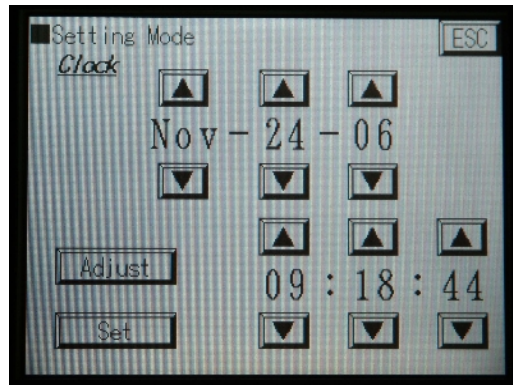 ■Setting Mode ESC
Clock
Nov-24-06
Adjust
09:18:44
Set